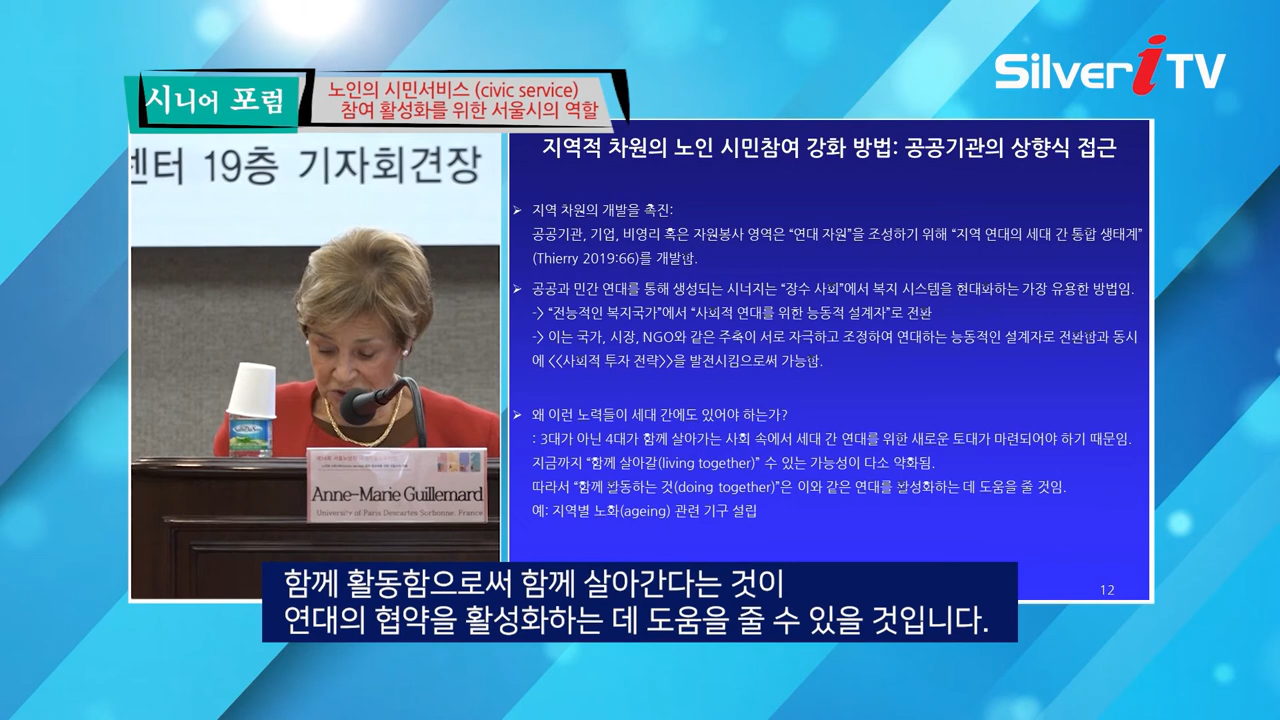 Silver i TV
시니어 포럼
노인의 시민서비스 (civic service)
참여 활성화를 위한 서울시의 역할
센터 19층 기자회견장
Anne-Marie Guillemard
University of Paris Descartes Sorbonne, France
지역적 차원의 노인 시민참여 강화 방법: 공공기관의 상향식 접근
➢ 지역 차원의 개발을 촉진:
공공기관, 기업, 비영리 혹은 자원봉사 영역은 “연대 자원”을 조성하기 위해 “지역 연대의 세대 간 통합 생태계”
(Thierry 2019:66)를 개발함.
➢ 공공과 민간 연대를 통해 생성되는 시너지는 “장수 사회”에서 복지 시스템을 현대화하는 가장 유용한 방법임.
-> “전능적인 복지국가”에서 “사회적 연대를 위한 능동적 설계자”로 전환
-> 이는 국가, 시장, NGO와 같은 주축이 서로 자극하고 조정하여 연대하는 능동적인 설계자로 전환함과 동시
에 <<사회적 투자 전략>>을 발전시킴으로써 가능함.
➢ 왜 이런 노력들이 세대 간에도 있어야 하는가?
: 3대가 아닌 4대가 함께 살아가는 사회 속에서 세대 간 연대를 위한 새로운 토대가 마련되어야 하기 때문임.
지금까지 “함께 살아갈(living together)” 수 있는 가능성이 다소 약화됨.
따라서 “함께 활동하는 것(doing together)”은 이와 같은 연대를 활성화하는 데 도움을 줄 것임.
예: 지역별 노화(ageing) 관련 기구 설립
12
함께 활동함으로써 함께 살아간다는 것이
연대의 협약을 활성화하는 데 도움을 줄 수 있을 것입니다.